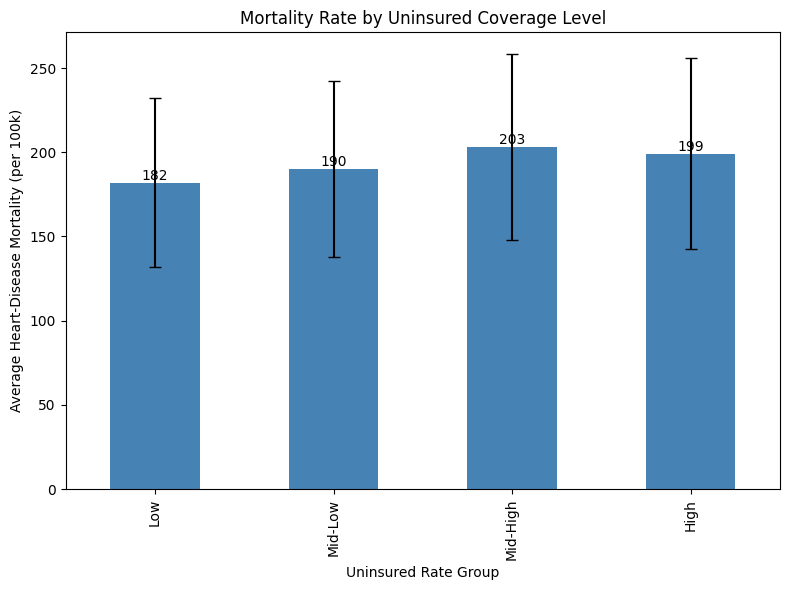 Mortality Rate by Uninsured Coverage Level
Average Heart-Disease Mortality (per 100k)
250
200
150
100
50
0
182
190
203
199
Low
Mid-Low
Mid-High
High
Uninsured Rate Group